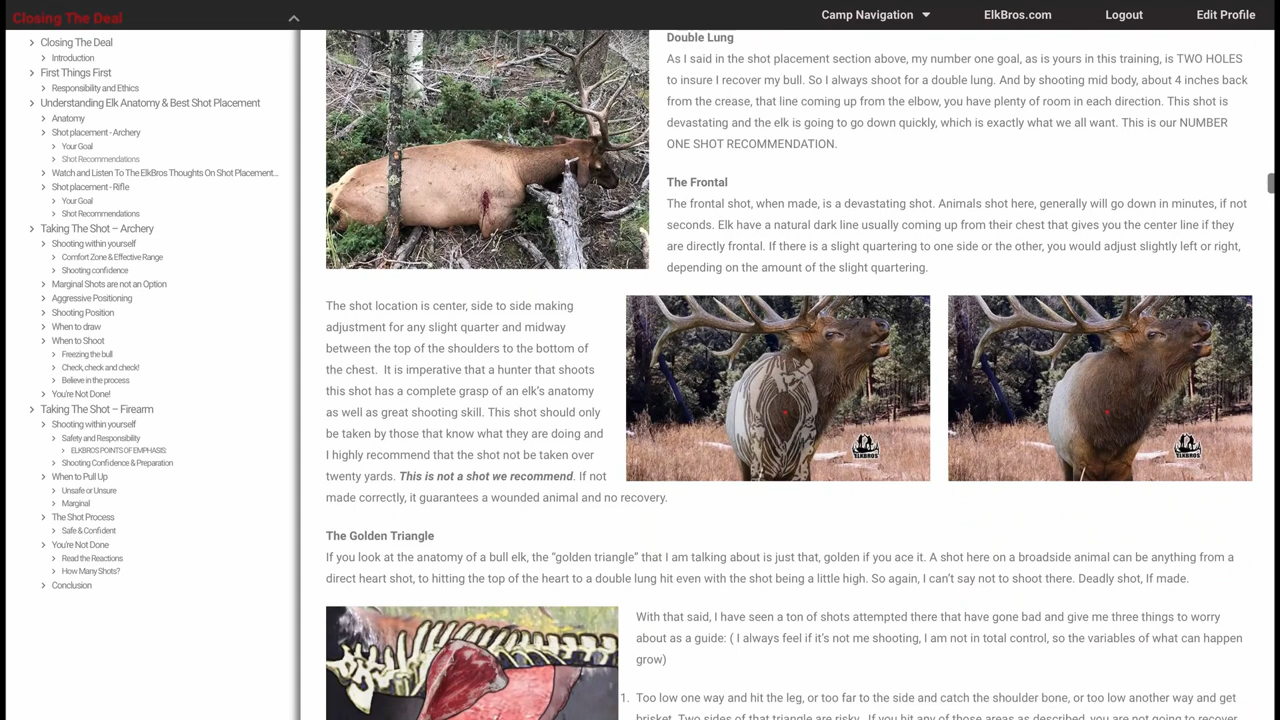 Closing The Deal
Camp Navigation
ElkBros.com
Logout
Edit Profile
Closing The Deal
Introduction
First Things First
Responsibility and Ethics
Understanding Elk Anatomy & Best Shot Placement
Anatomy
Shot placement - Archery
Your Goal
Shot Recommendations
Watch and Listen To The ElkBros Thoughts On Shot Placement...
Shot placement - Rifle
Your Goal
Shot Recommendations
Taking The Shot – Archery
Shooting within yourself
Comfort Zone & Effective Range
Shooting confidence
Marginal Shots are not an Option
Aggressive Positioning
Shooting Position
When to draw
When to Shoot
Freezing the bull
Check, check and check!
Believe in the process
You're Not Done!
Taking The Shot – Firearm
Shooting within yourself
Safety and Responsibility
ELKBROS POINTS OF EMPHASIS:
Shooting Confidence & Preparation
When to Pull Up
Unsafe or Unsure
Marginal
The Shot Process
Safe & Confident
You're Not Done
Read the Reactions
How Many Shots?
Conclusion
Double Lung
As I said in the shot placement section above, my number one goal, as is yours in this training, is TWO HOLES
to insure I recover my bull. So I always shoot for a double lung. And by shooting mid body, about 4 inches back
from the crease, that line coming up from the elbow, you have plenty of room in each direction. This shot is
devastating and the elk is going to go down quickly, which is exactly what we all want. This is our NUMBER
ONE SHOT RECOMMENDATION.
The Frontal
The frontal shot, when made, is a devastating shot. Animals shot here, generally will go down in minutes, if not
seconds. Elk have a natural dark line usually coming up from their chest that gives you the center line if they
are directly frontal. If there is a slight quartering to one side or the other, you would adjust slightly left or right,
depending on the amount of the slight quartering.
The shot location is center, side to side making
adjustment for any slight quarter and midway
between the top of the shoulders to the bottom of
the chest. It is imperative that a hunter that shoots
this shot has a complete grasp of an elk's anatomy
as well as great shooting skill. This shot should only
be taken by those that know what they are doing and
I highly recommend that the shot not be taken over
twenty yards. This is not a shot we recommend. If not
made correctly, it guarantees a wounded animal and no recovery.
ELKBROS
ELKBROS
The Golden Triangle
If you look at the anatomy of a bull elk, the “golden triangle” that I am talking about is just that, golden if you ace it. A shot here on a broadside animal can be anything from a
direct heart shot, to hitting the top of the heart to a double lung hit even with the shot being a little high. So again, I can't say not to shoot there. Deadly shot, If made.
With that said, I have seen a ton of shots attempted there that have gone bad and give me three things to worry
about as a guide: ( I always feel if it's not me shooting, I am not in total control, so the variables of what can happen
grow)
1. Too low one way and hit the leg, or too far to the side and catch the shoulder bone, or too low another way and get
brisket. Two sides of that triangle are risky. If you hit any of those areas as described, you are not going to recover